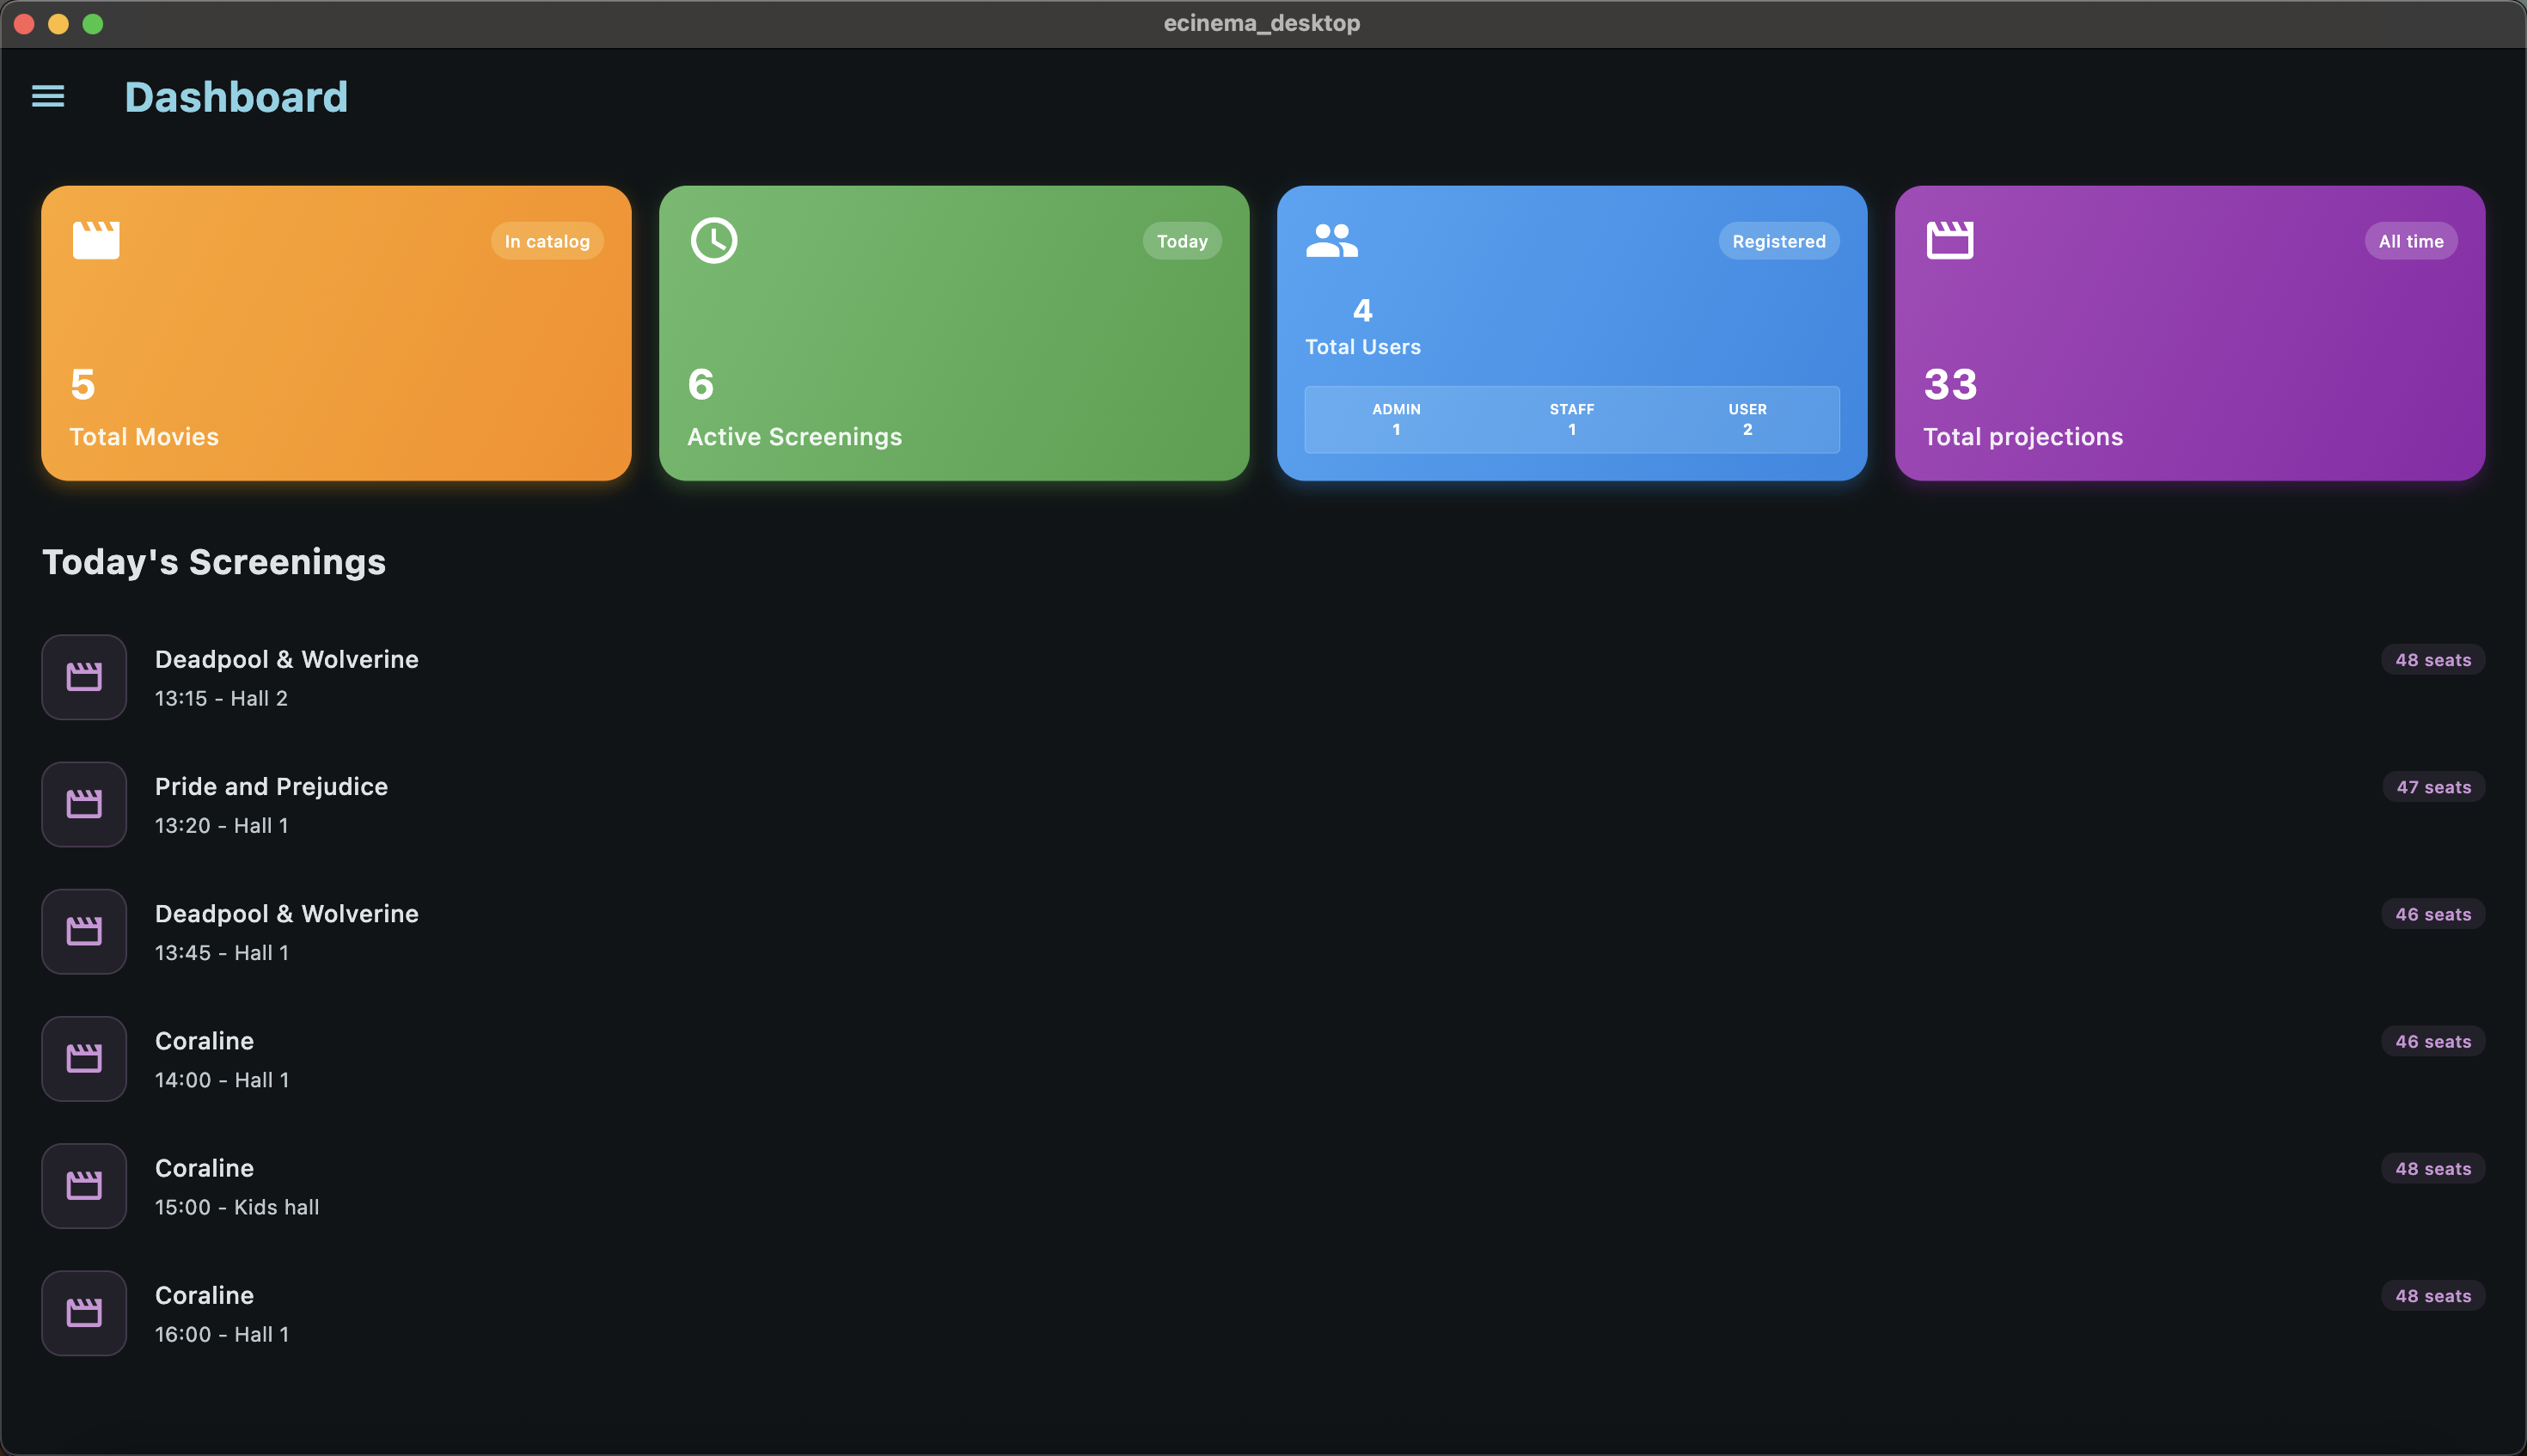 ecinema_desktop
Dashboard
In catalog
5
Total Movies
Today
6
Active Screenings
Registered
4
Total Users
ADMIN STAFF USER
1 1 2
All time
33
Total projections
Today's Screenings
Deadpool & Wolverine
48 seats
13:15 - Hall 2
Pride and Prejudice
47 seats
13:20 - Hall 1
Deadpool & Wolverine
46 seats
13:45 - Hall 1
Coraline
46 seats
14:00 - Hall 1
Coraline
48 seats
15:00 - Kids hall
Coraline
48 seats
16:00 - Hall 1